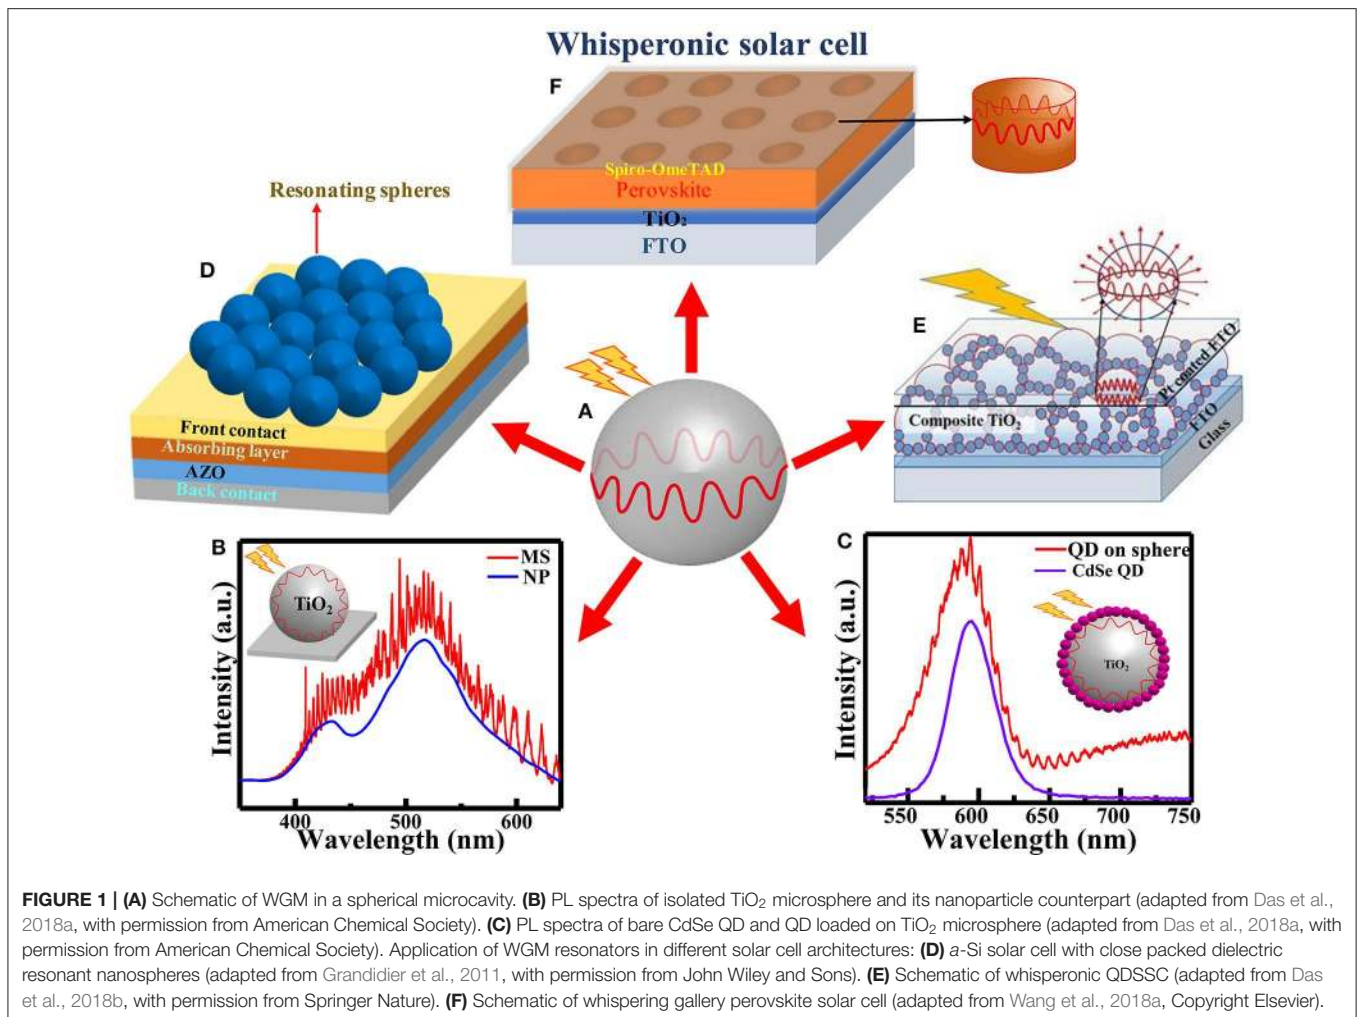 Whisperonic solar cell
F
Spiro-OmeTAD
Perovskite
TiO₂
FTO
Resonating spheres
D
Front contact
Absorbing layer
AZO
Back contact
A
E
Composite TiO₂
Pt coated FTO
FTO
Glass
B
MS
NP
TiO₂
Intensity (a.u.)
400 500 600
Wavelength (nm)
C
QD on sphere
CdSe QD
TiO₂
Intensity (a.u.)
550 600 650 700 750
Wavelength (nm)
FIGURE 1 | (A) Schematic of WGM in a spherical microcavity. (B) PL spectra of isolated TiO₂ microsphere and its nanoparticle counterpart (adapted from Das et al.,
2018a, with permission from American Chemical Society). (C) PL spectra of bare CdSe QD and QD loaded on TiO₂ microsphere (adapted from Das et al., 2018a, with
permission from American Chemical Society). Application of WGM resonators in different solar cell architectures: (D) a-Si solar cell with close packed dielectric
resonant nanospheres (adapted from Grandidier et al., 2011, with permission from John Wiley and Sons). (E) Schematic of whisperonic QDSSC (adapted from Das
et al., 2018b, with permission from Springer Nature). (F) Schematic of whispering gallery perovskite solar cell (adapted from Wang et al., 2018a, Copyright Elsevier).